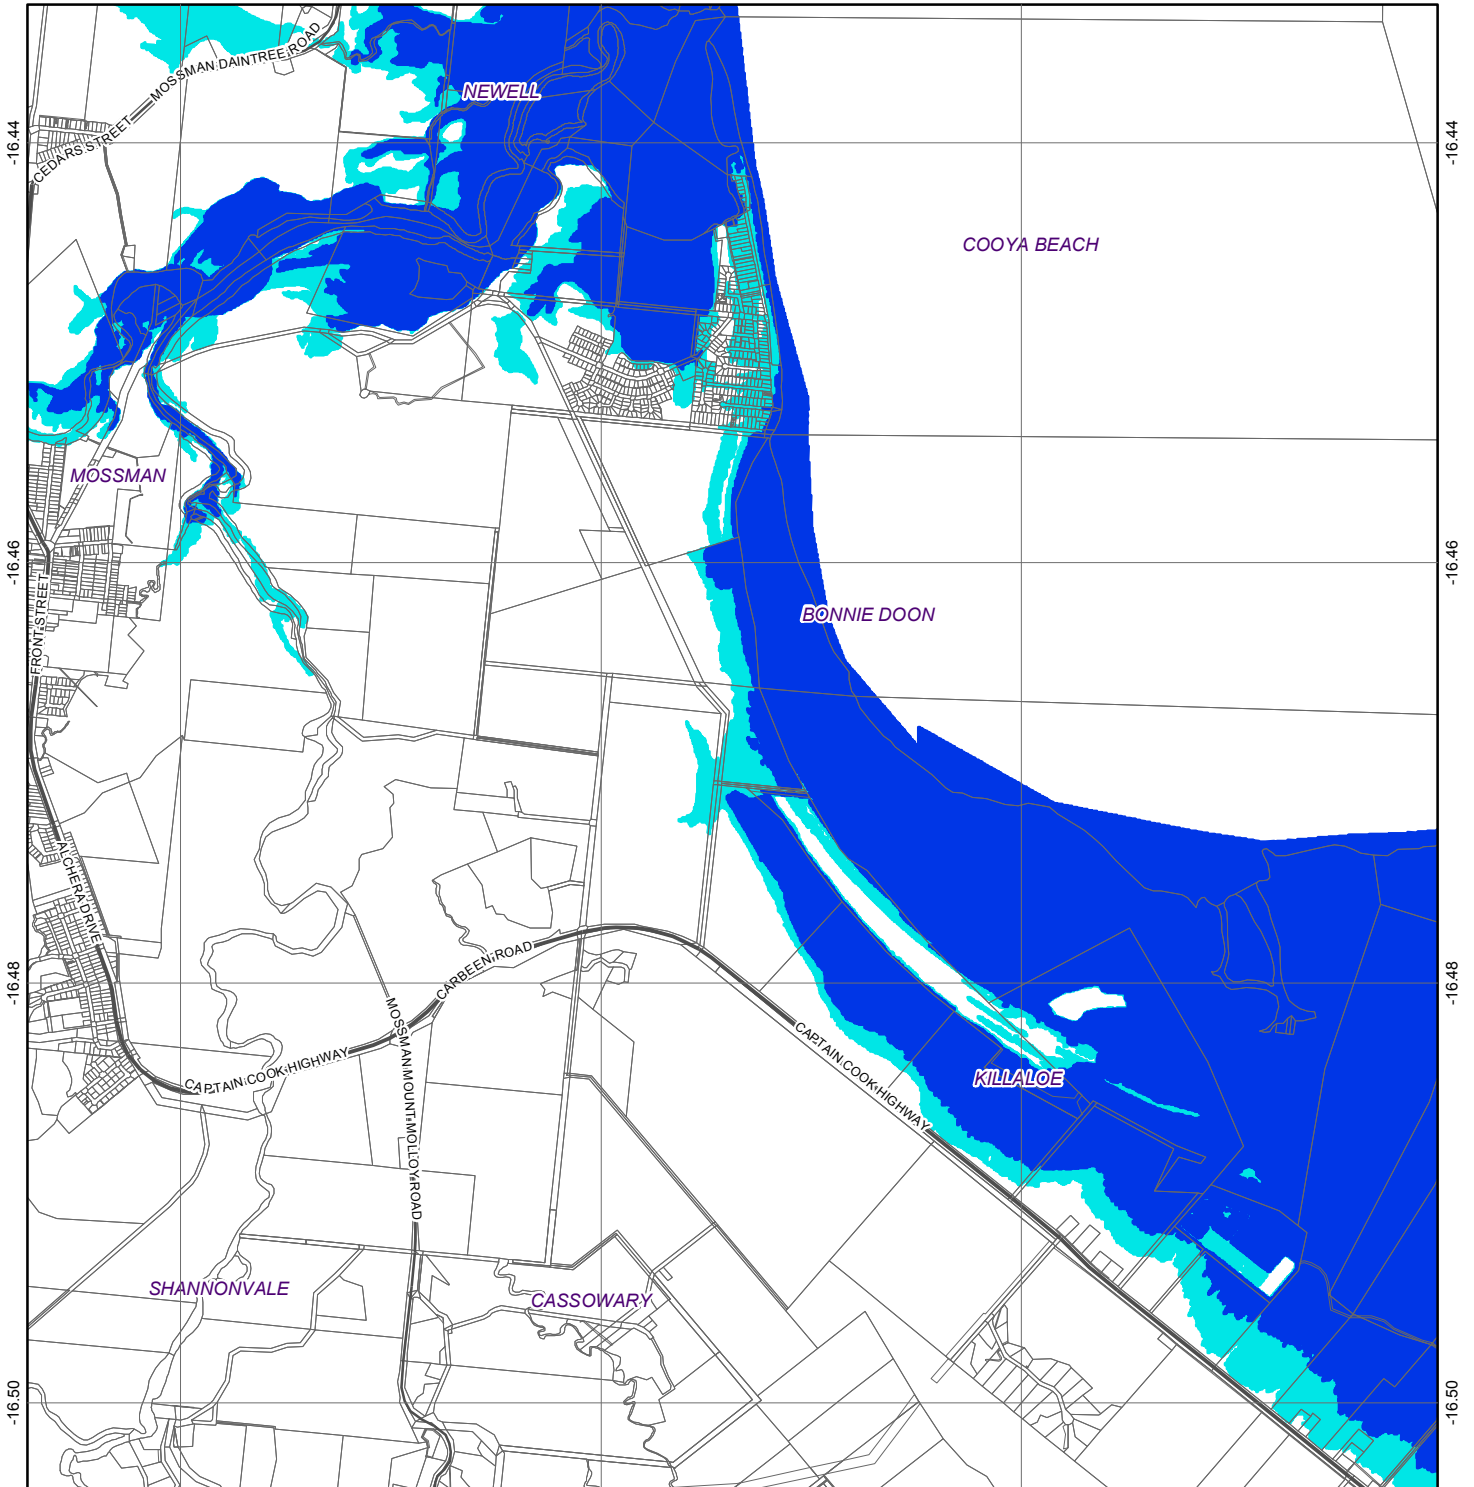 MOSSMAN DAINTREE ROAD
NEWELL
CEDARS STREET
-16.44
-16.44
COOYA BEACH
MOSSMAN
-16.46
-16.46
FRONT STREET
BONNIE DOON
ALCHERA DRIVE
CARBEEN ROAD
-16.48
-16.48
MOSSMAN MOUNT MOLLOY ROAD
CAPTAIN COOK HIGHWAY
CAPTAIN COOK HIGHWAY
KILLALOE
SHANNONVALE
CASSOWARY
-16.50
-16.50